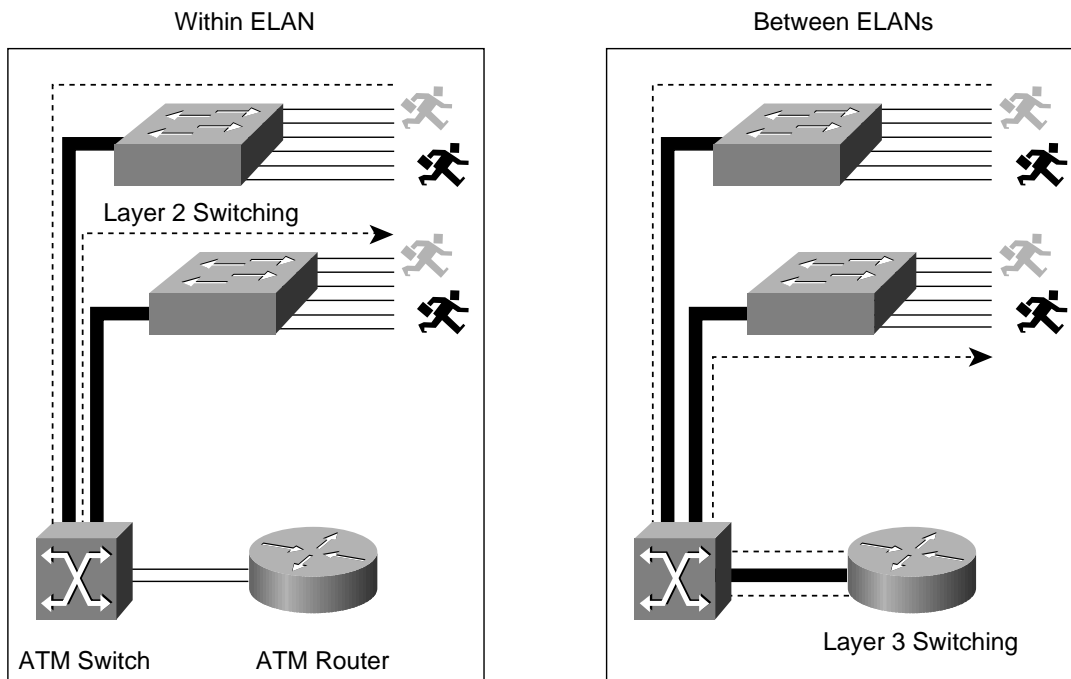 Within ELAN
Layer 2 Switching
ATM Switch
ATM Router
Between ELANs
Layer 3 Switching